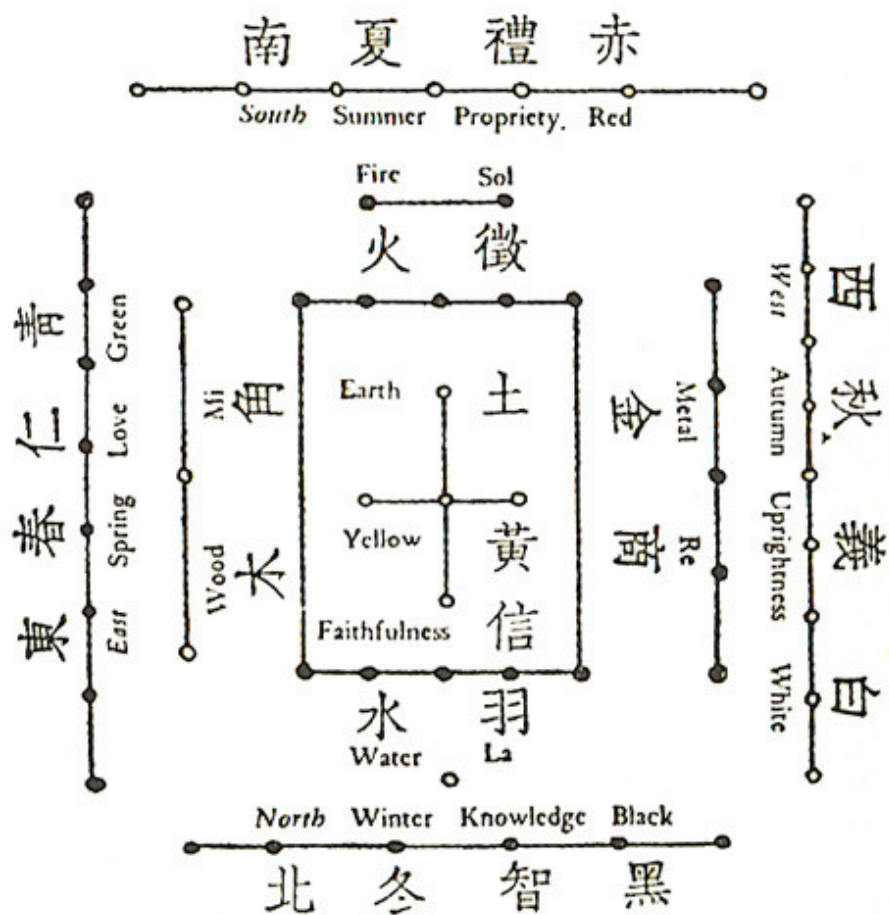 南 夏 禮 赤
South Summer Propriety. Red
Fire Sol
火 徵
青 仁 春 東
Green Love Spring East
Mi Wood
角 木
Earth 土
Yellow 黃
Faithfulness 信
金 商
Metal Re
West Autumn Uprightness White
西 秋 義 白
水 羽
Water La
North Winter Knowledge Black
北 冬 智 黑